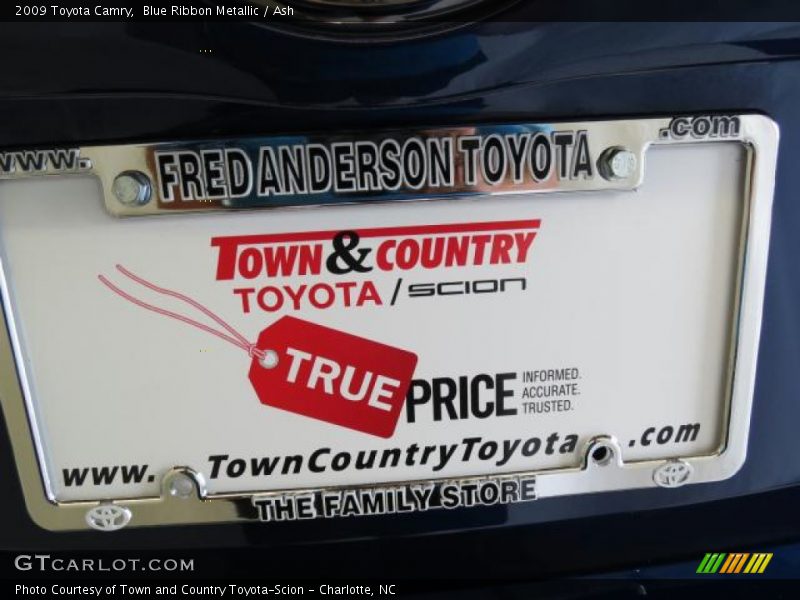 2009 Toyota Camry, Blue Ribbon Metallic / Ash
www. .com
FRED ANDERSON TOYOTA
TOWN & COUNTRY
TOYOTA / SCION
TRUE PRICE
INFORMED.
ACCURATE.
TRUSTED.
www. TownCountryToyota .com
THE FAMILY STORE
GTCARLOT.COM
Photo Courtesy of Town and Country Toyota-Scion - Charlotte, NC